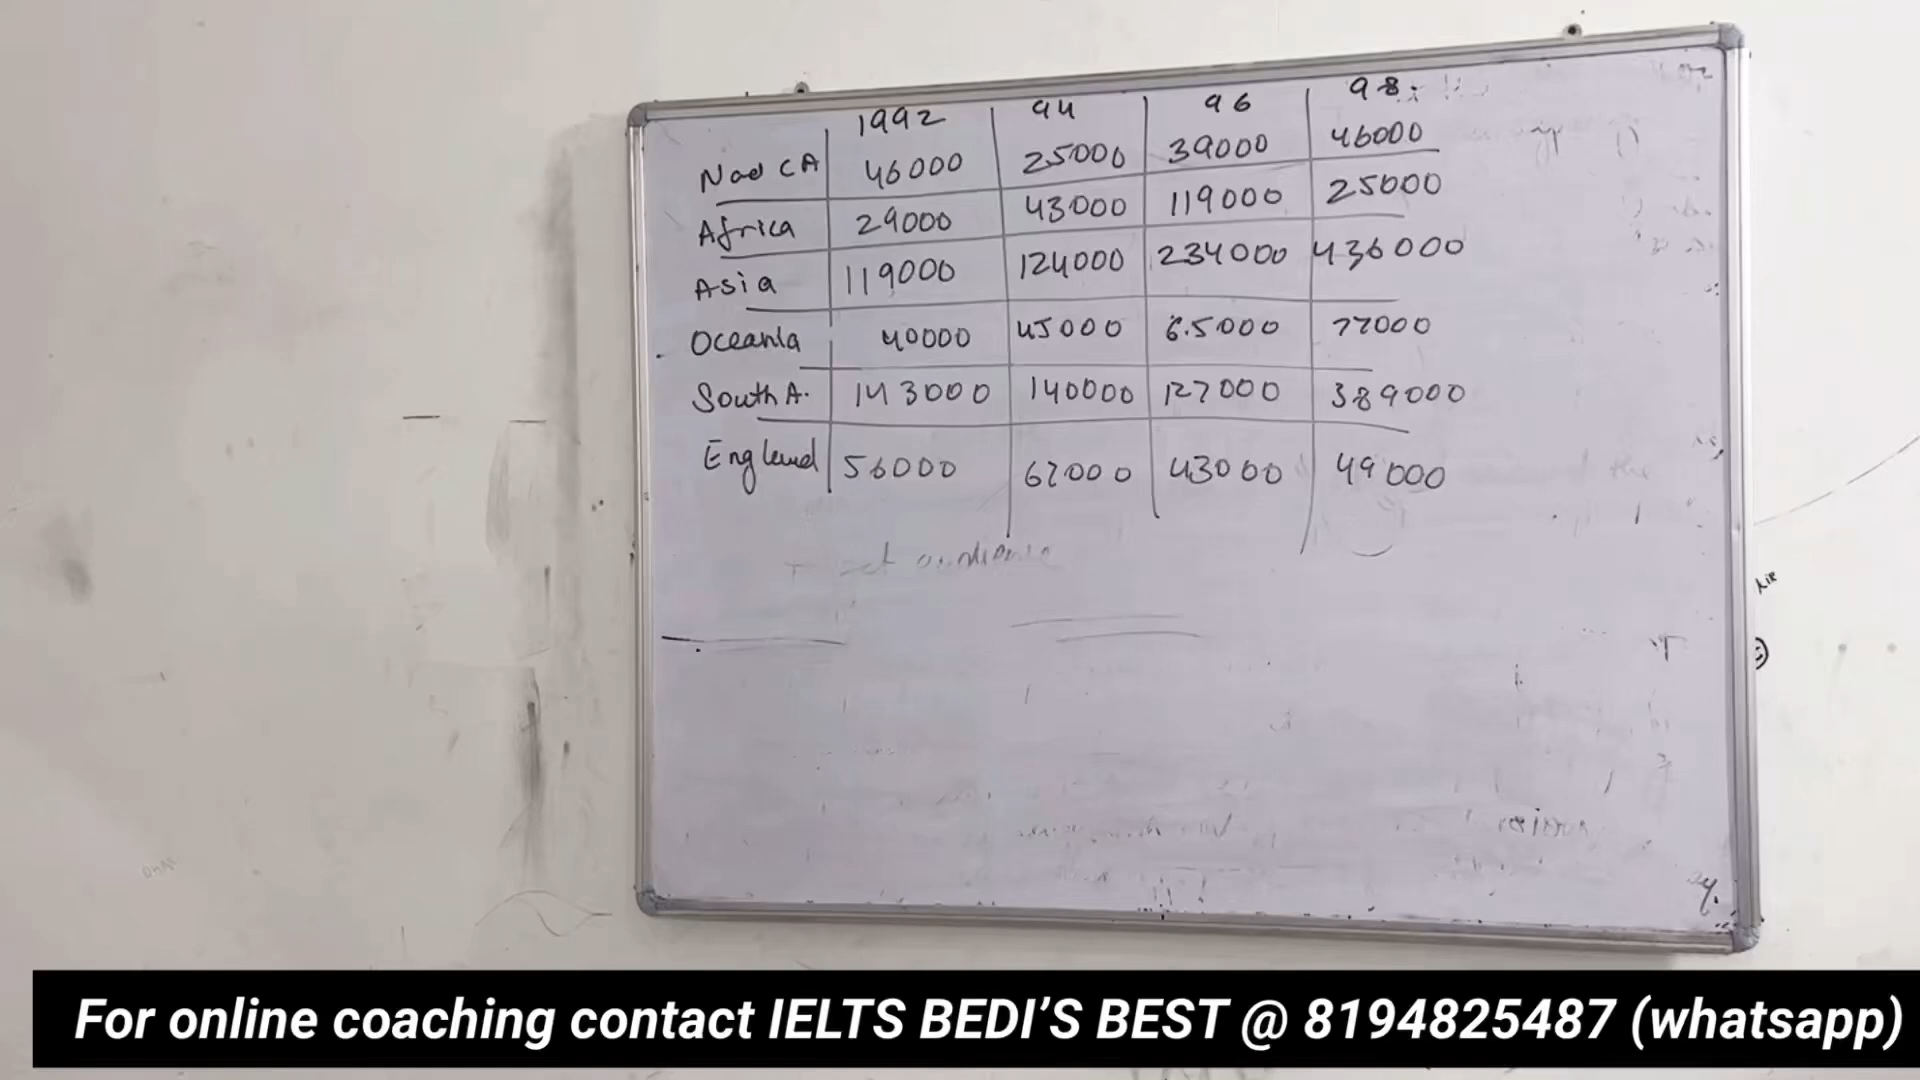 1992 94 96 98
Nad CA 46000 25000 39000 46000
Africa 29000 43000 119000 25000
Asia 119000 124000 234000 436000
Oceania 40000 45000 65000 77000
South A. 143000 140000 127000 389000
England 56000 67000 43000 49000
For online coaching contact IELTS BEDI'S BEST @ 8194825487 (whatsapp)